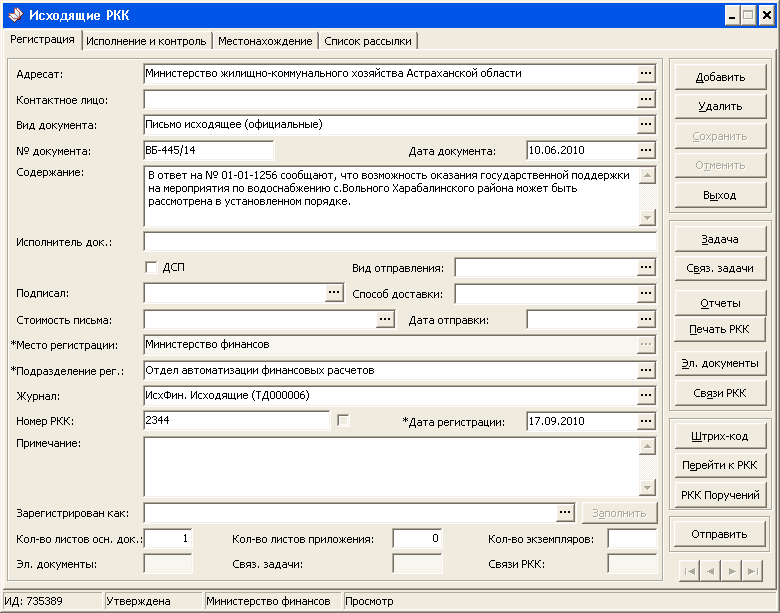 Исходящие РКК
Регистрация Исполнение и контроль Местонахождение Список рассылки
Адресат: Министерство жилищно-коммунального хозяйства Астраханской области ...
Контактное лицо: ...
Вид документа: Письмо исходящее (официальные) ...
№ документа: ВБ-445/14 Дата документа: 10.06.2010 ...
Содержание: В ответ на № 01-01-1256 сообщают, что возможность оказания государственной поддержки
на мероприятия по водоснабжению с.Вольного Харабалинского района может быть
рассмотрена в установленном порядке.
Исполнитель док.:
ДСП Вид отправления: ...
Подписал: ... Способ доставки: ...
Стоимость письма: ... Дата отправки: ...
*Место регистрации: Министерство финансов ...
*Подразделение рег.: Отдел автоматизации финансовых расчетов ...
Журнал: ИсхФин. Исходящие (ТД000006) ...
Номер РКК: 2344 *Дата регистрации: 17.09.2010 ...
Примечание:
Зарегистрирован как: ... Заполнить
Кол-во листов осн. док.: 1 Кол-во листов приложения: 0 Кол-во экземпляров:
Эл. документы: Связ. задачи: Связи РКК:
Добавить
Удалить
Сохранить
Отменить
Выход
Задача
Связ. задачи
Отчеты
Печать РКК
Эл. документы
Связи РКК
Штрих-код
Перейти к РКК
РКК Поручений
Отправить
ИД: 735389 Утверждена Министерство финансов Просмотр